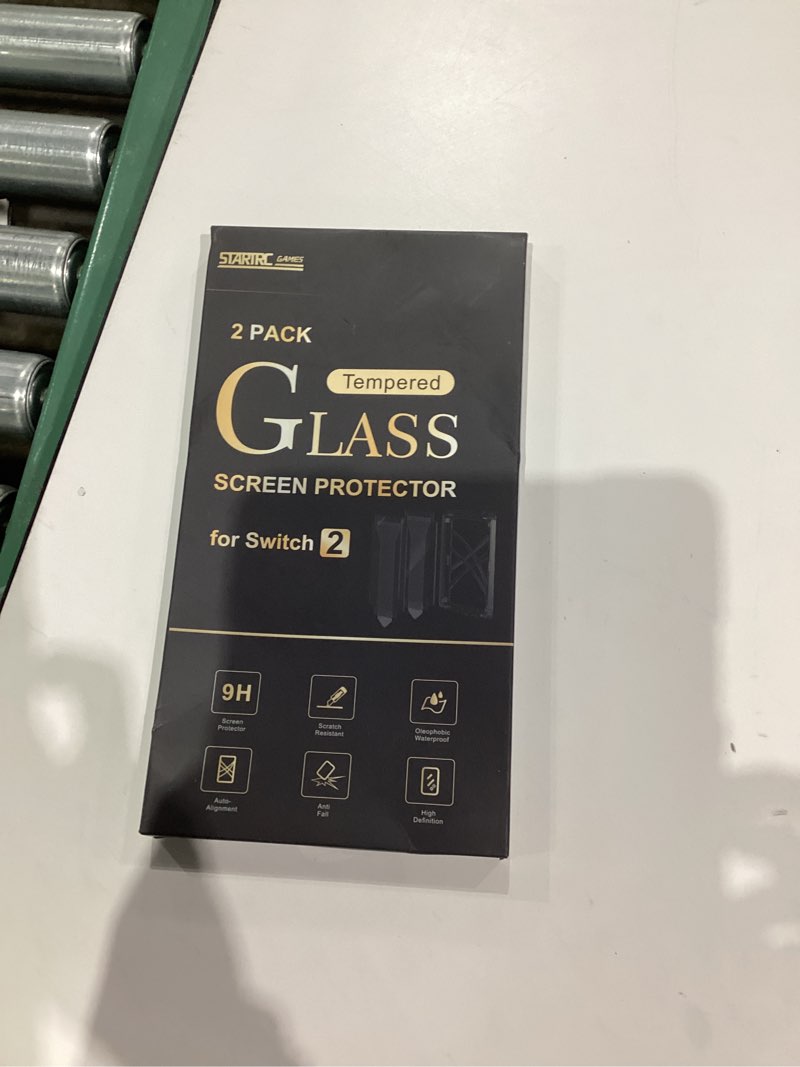 STARTRC GAMES
2 PACK
Tempered
GLASS
SCREEN PROTECTOR
for Switch 2
9H
Screen
Protector
Scratch
Resistant
Oleophobic
Waterproof
Auto-
Alignment
Anti
Fall
High
Definition